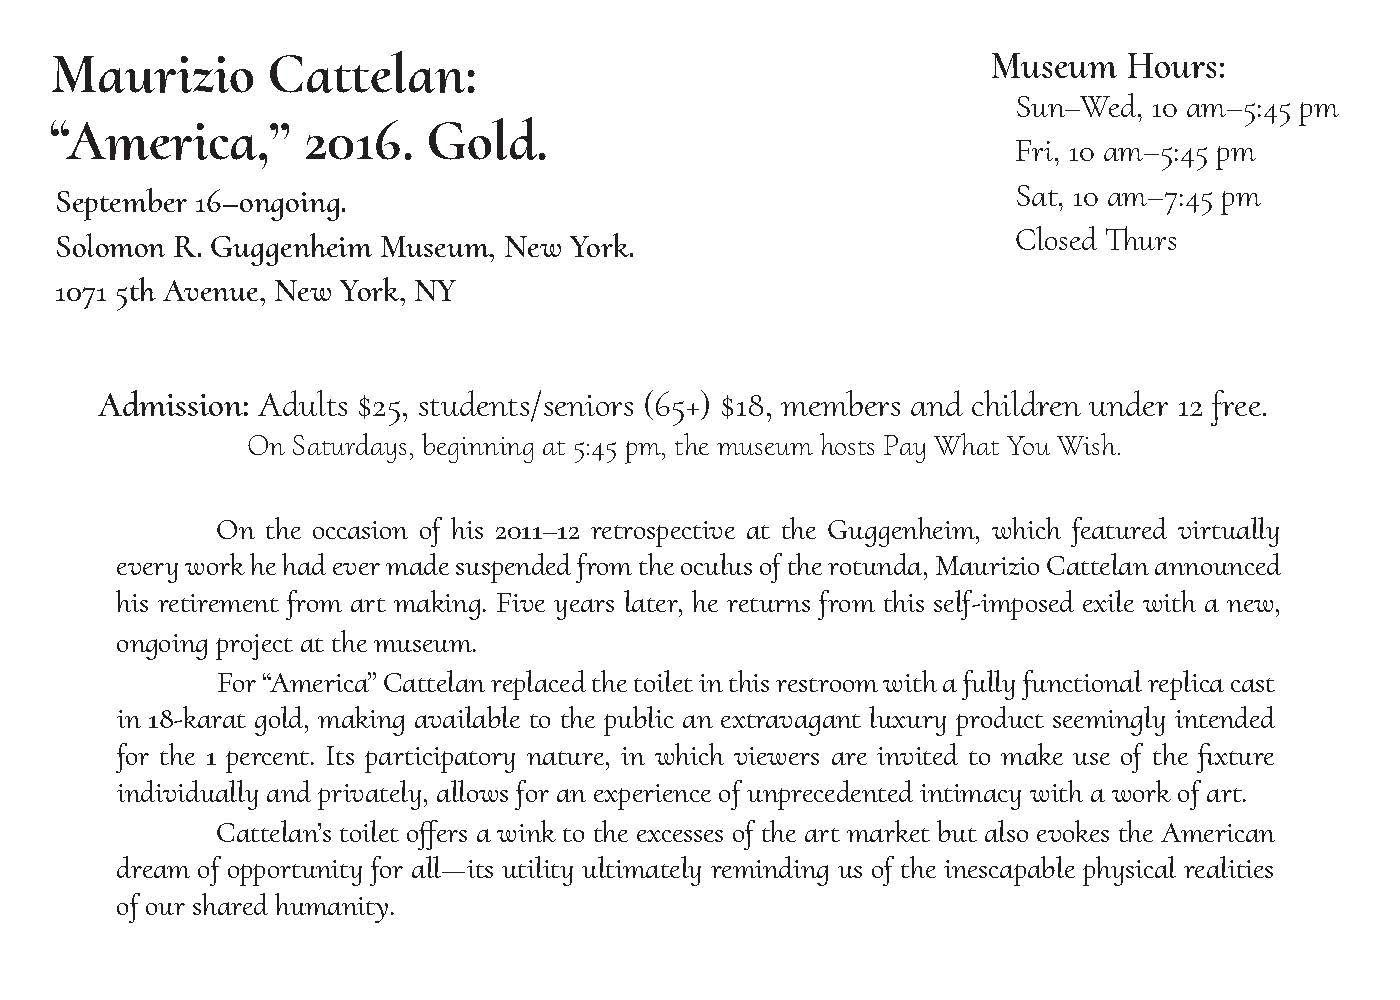 Maurizio Cattelan:
“America,” 2016. Gold.
September 16–ongoing.
Solomon R. Guggenheim Museum, New York.
1071 5th Avenue, New York, NY
Museum Hours:
Sun–Wed, 10 am–5:45 pm
Fri, 10 am–5:45 pm
Sat, 10 am–7:45 pm
Closed Thurs
Admission: Adults $25, students/seniors (65+) $18, members and children under 12 free.
On Saturdays, beginning at 5:45 pm, the museum hosts Pay What You Wish.
On the occasion of his 2011–12 retrospective at the Guggenheim, which featured virtually
every work he had ever made suspended from the oculus of the rotunda, Maurizio Cattelan announced
his retirement from art making. Five years later, he returns from this self-imposed exile with a new,
ongoing project at the museum.
For “America” Cattelan replaced the toilet in this restroom with a fully functional replica cast
in 18-karat gold, making available to the public an extravagant luxury product seemingly intended
for the 1 percent. Its participatory nature, in which viewers are invited to make use of the fixture
individually and privately, allows for an experience of unprecedented intimacy with a work of art.
Cattelan’s toilet offers a wink to the excesses of the art market but also evokes the American
dream of opportunity for all—its utility ultimately reminding us of the inescapable physical realities
of our shared humanity.